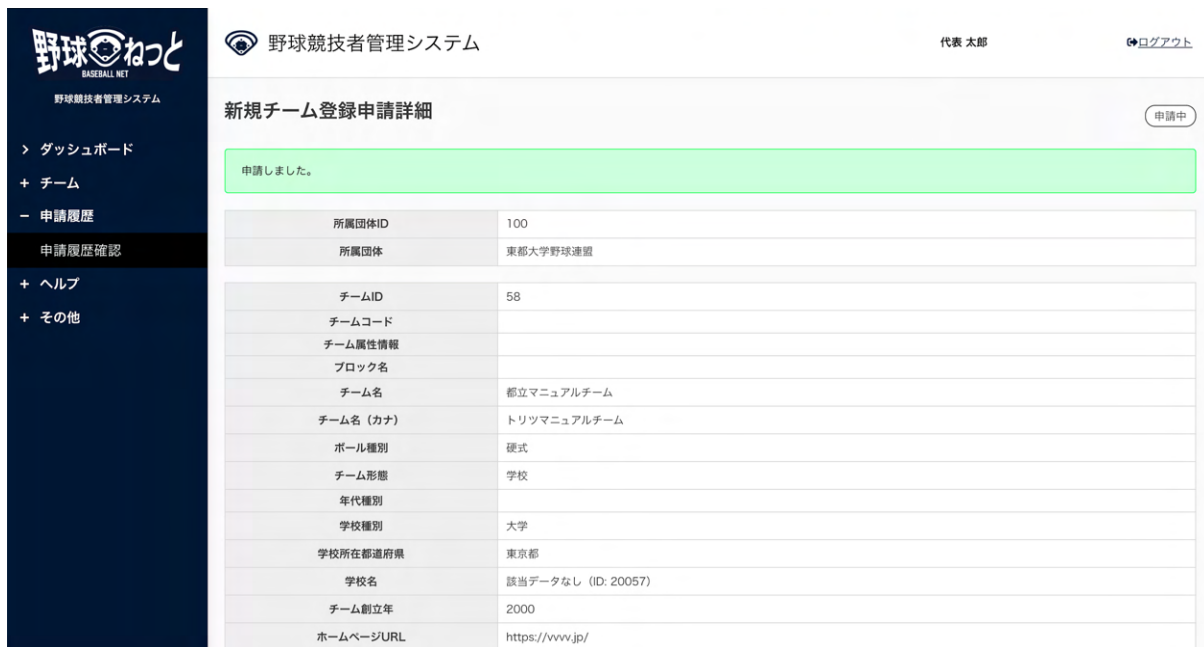 野球ねっと
BASEBALL NET
野球競技者管理システム
野球競技者管理システム
代表 太郎
ログアウト
ダッシュボード
+ チーム
− 申請履歴
申請履歴確認
+ ヘルプ
+ その他
新規チーム登録申請詳細
申請中
申請しました。
所属団体ID 100
所属団体 東都大学野球連盟
チームID 58
チームコード
チーム属性情報
ブロック名
チーム名 都立マニュアルチーム
チーム名（カナ） トリツマニュアルチーム
ボール種別 硬式
チーム形態 学校
年代種別
学校種別 大学
学校所在都道府県 東京都
学校名 該当データなし（ID: 20057）
チーム創立年 2000
ホームページURL https://vvvv.jp/